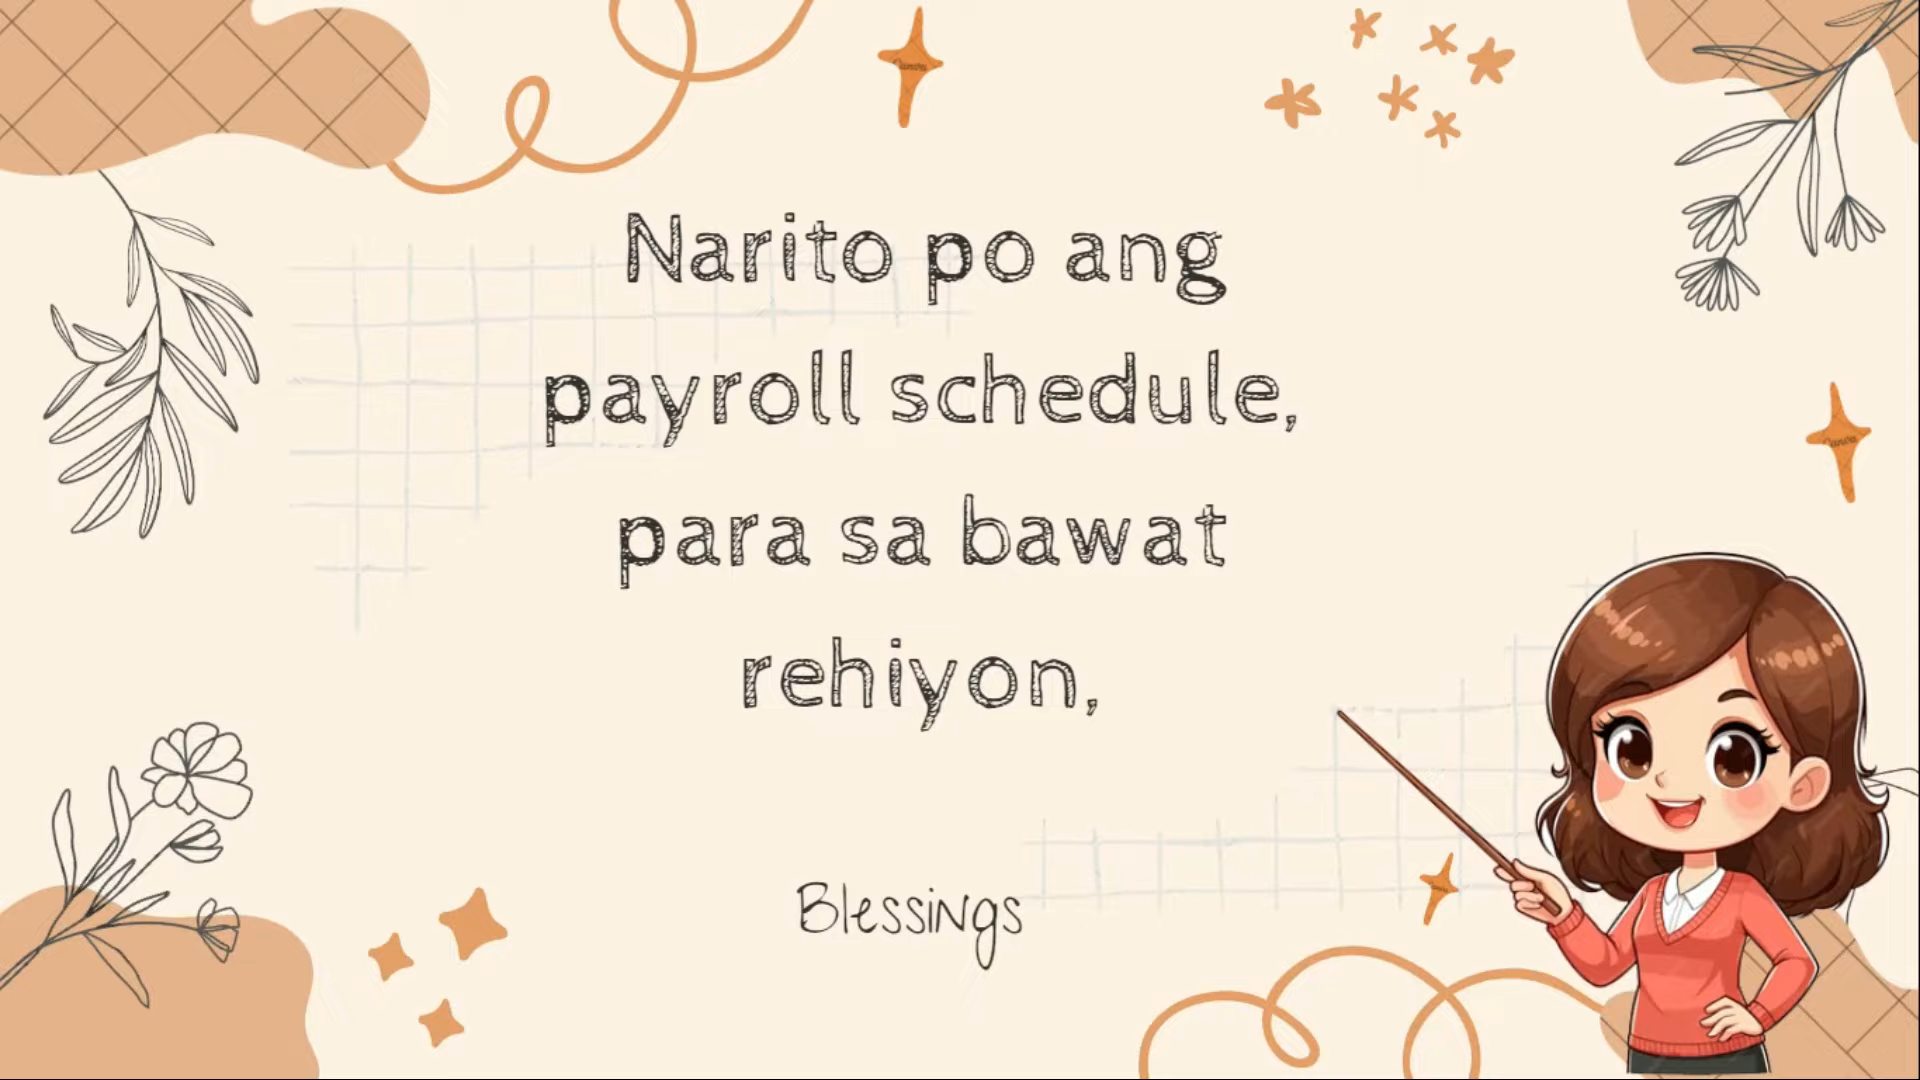 Narito po ang
payroll schedule,
para sa bawat
rehiyon,
Blessings